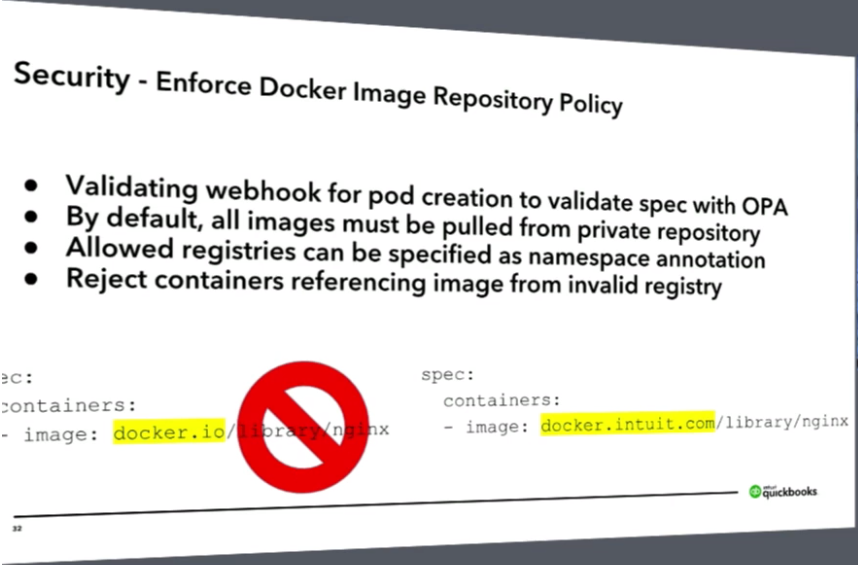 Security - Enforce Docker Image Repository Policy
● Validating webhook for pod creation to validate spec with OPA
● By default, all images must be pulled from private repository
● Allowed registries can be specified as namespace annotation
● Reject containers referencing image from invalid registry
ec:
containers:
- image: docker.io/library/nginx
spec:
containers:
- image: docker.intuit.com/library/nginx
intuit
quickbooks
32